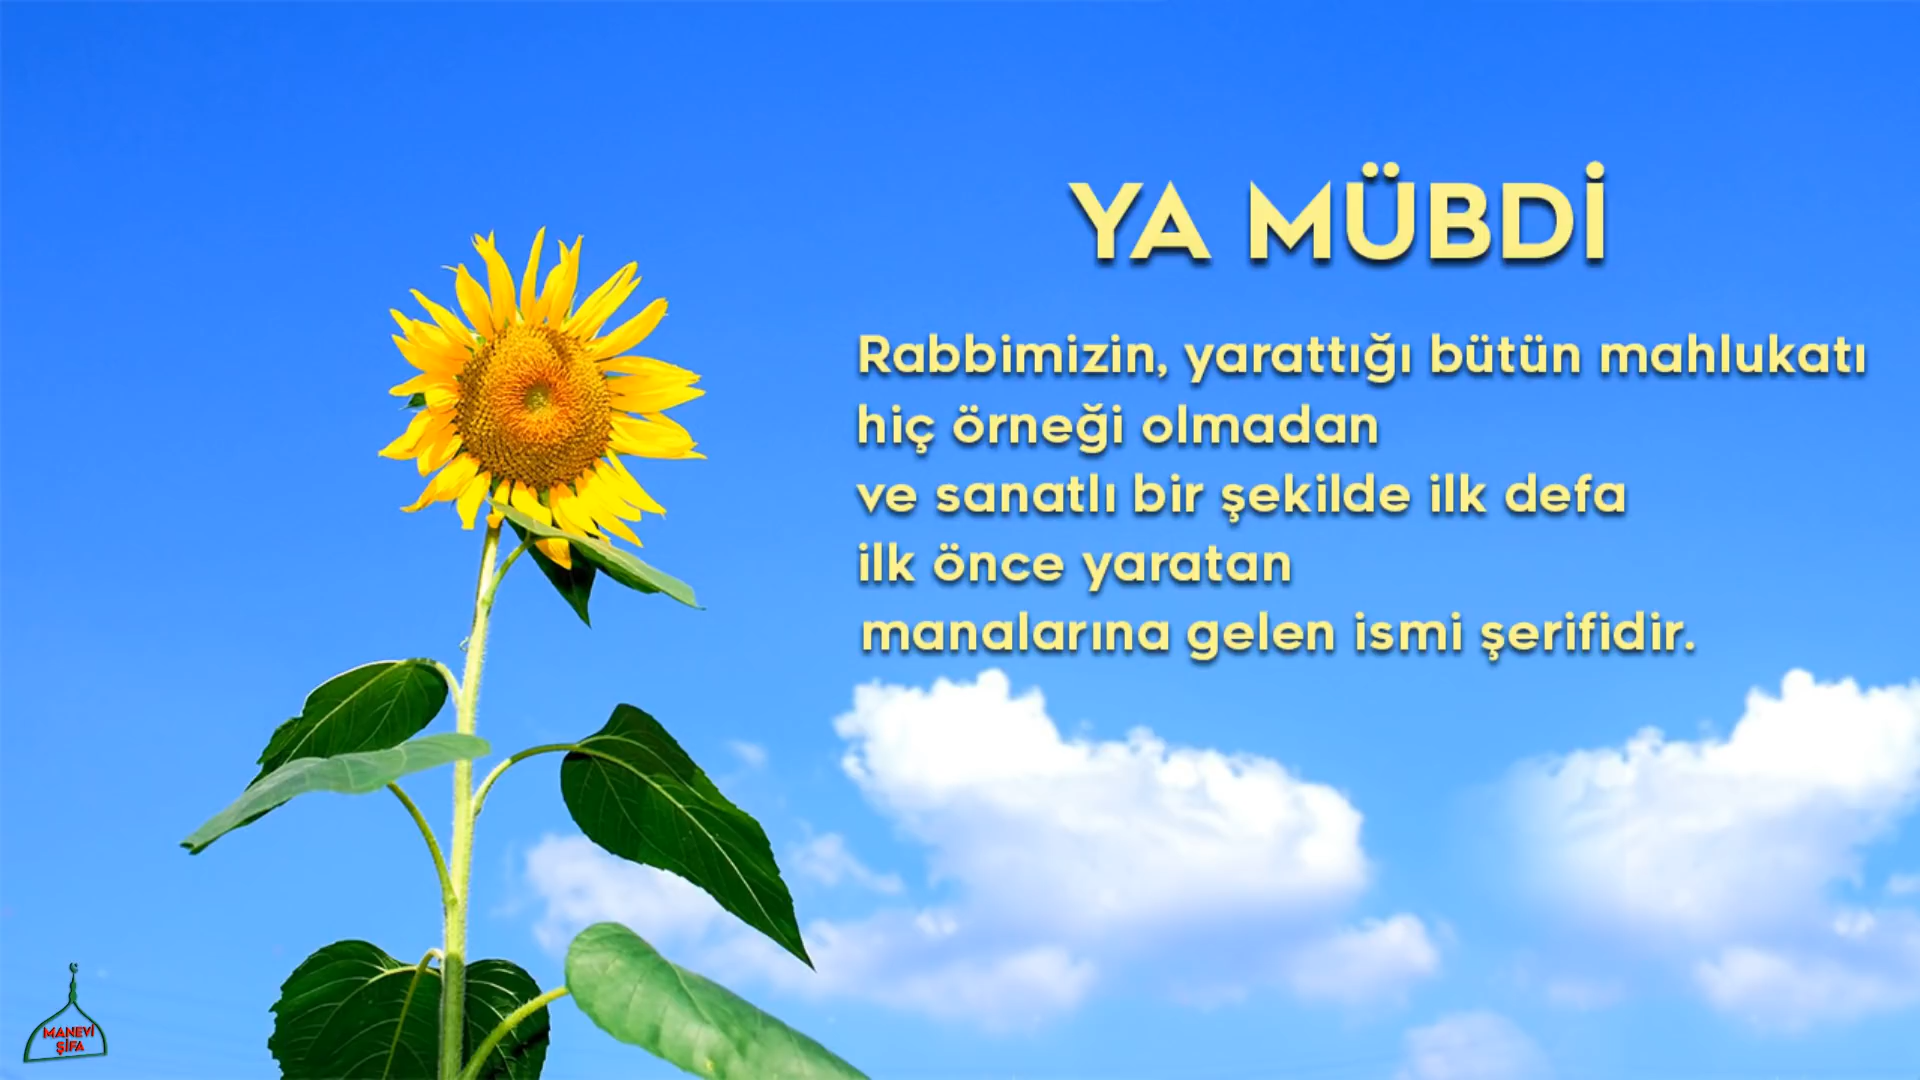 YA MÜBDİ
Rabbimizin, yarattığı bütün mahlukatı
hiç örneği olmadan
ve sanatlı bir şekilde ilk defa
ilk önce yaratan
manalarına gelen ismi şerifidir.
MANEVİ
ŞİFA